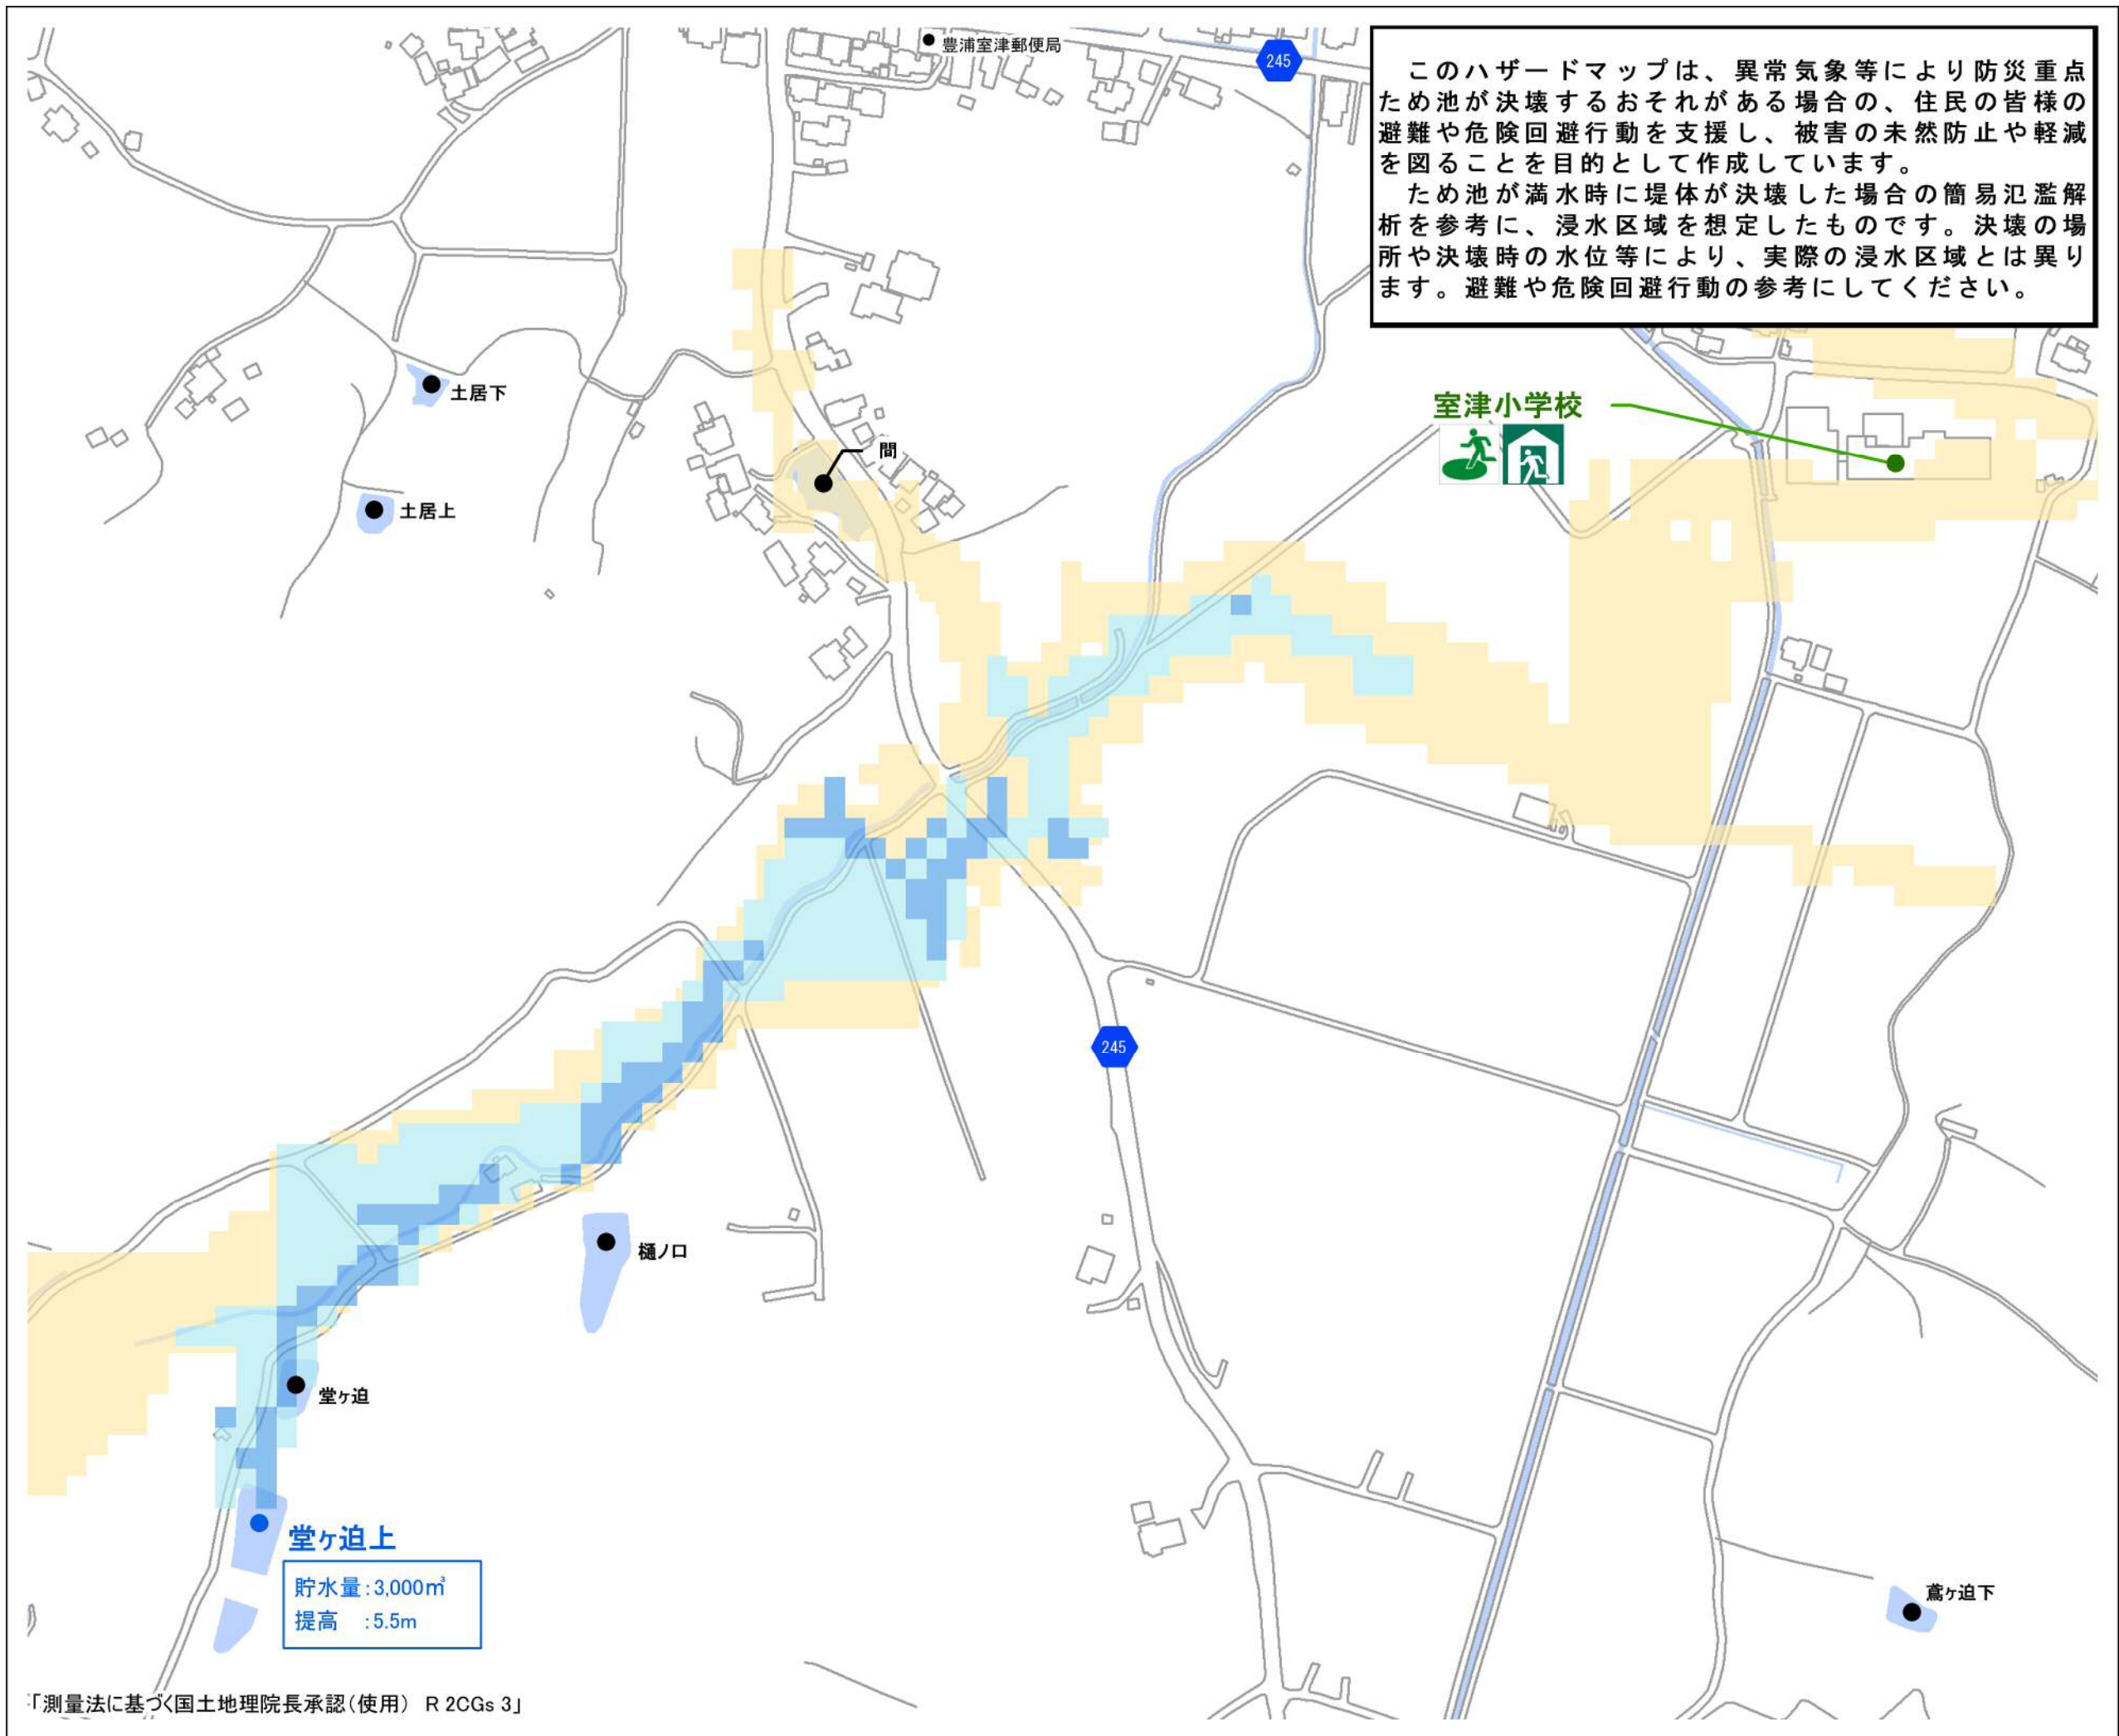 豊浦室津郵便局
245
このハザードマップは、異常気象等により防災重点
ため池が決壊するおそれがある場合の、住民の皆様の
避難や危険回避行動を支援し、被害の未然防止や軽減
を図ることを目的として作成しています。
ため池が満水時に堤体が決壊した場合の簡易氾濫解
析を参考に、浸水区域を想定したものです。決壊の場
所や決壊時の水位等により、実際の浸水区域とは異り
ます。避難や危険回避行動の参考にしてください。
土居下
室津小学校
間
土居上
245
樋ノ口
堂ヶ迫
堂ヶ迫上
貯水量:3,000㎥
提高 :5.5m
鳶ヶ迫下
「測量法に基づく国土地理院長承認(使用) R 2CGs 3」